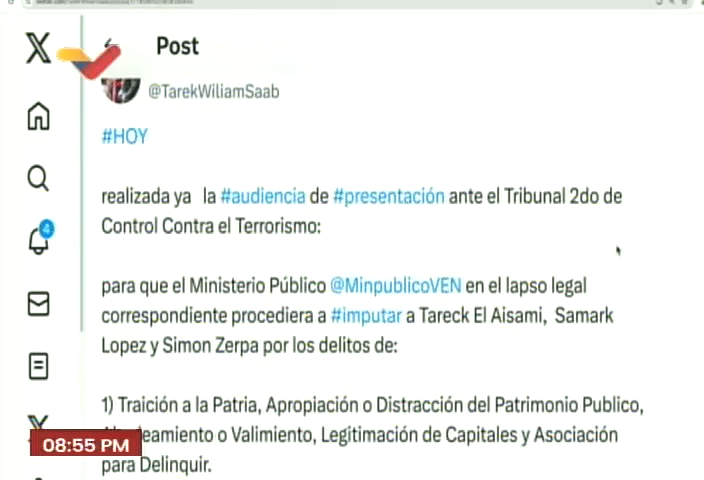 Post
@TarekWiliamSaab
#HOY
realizada ya la #audiencia de #presentación ante el Tribunal 2do de
Control Contra el Terrorismo:
para que el Ministerio Público @MinpublicoVEN en el lapso legal
correspondiente procediera a #imputar a Tareck El Aisami, Samark
Lopez y Simon Zerpa por los delitos de:
1) Traición a la Patria, Apropiación o Distracción del Patrimonio Publico,
o Valimiento, Legitimación de Capitales y Asociación
para Delinquir.
4
08:55 PM